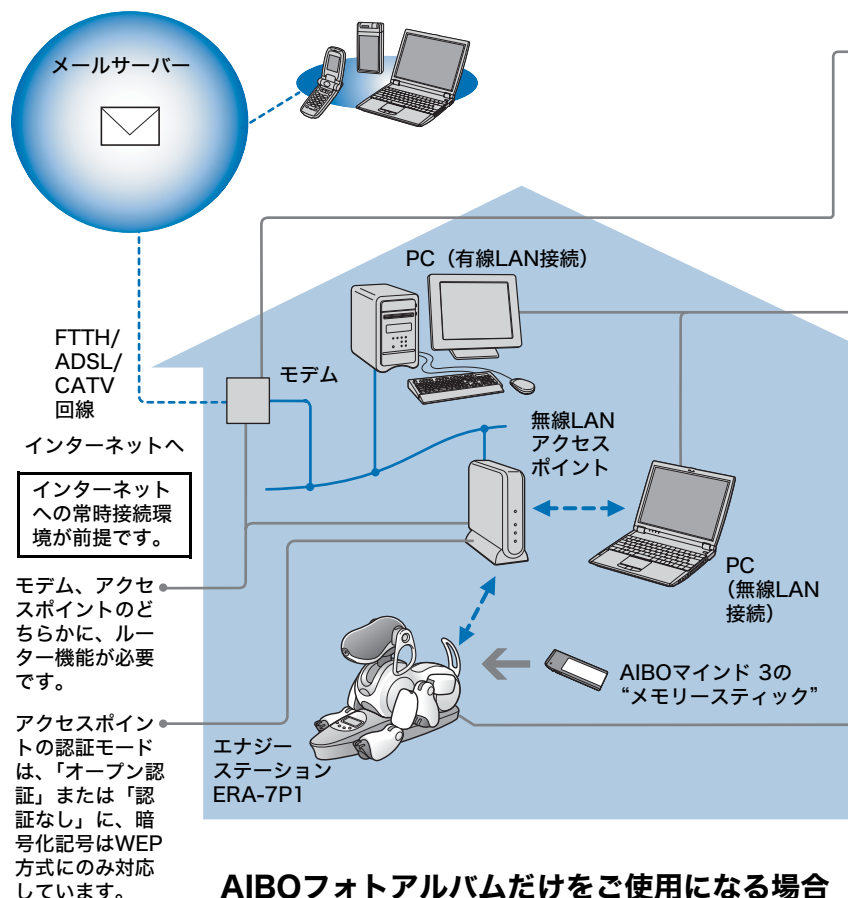 メールサーバー
PC（有線LAN接続）
FTTH/
ADSL/
CATV
回線
モデム
インターネットへ
無線LAN
アクセス
ポイント
インターネット
への常時接続環
境が前提です。
PC
（無線LAN
接続）
モデム、アクセ
スポイントのど
ちらかに、ルー
ター機能が必要
です。
AIBOマインド 3の
“メモリースティック”
アクセスポイン
トの認証モード
は、「オープン認
証」または「認
証なし」に、暗
号化記号はWEP
方式にのみ対応
しています。
エナジー
ステーション
ERA-7P1
AIBOフォトアルバムだけをご使用になる場合